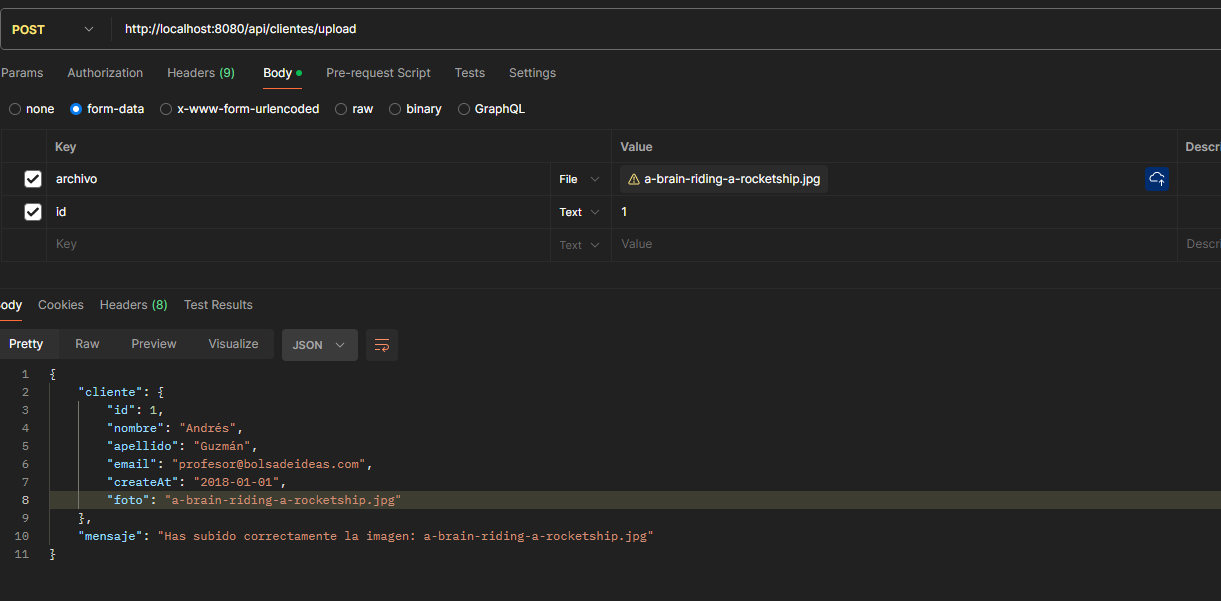 POST http://localhost:8080/api/clientes/upload
Params Authorization Headers (9) Body Pre-request Script Tests Settings
none form-data x-www-form-urlencoded raw binary GraphQL
Key Value Descri
archivo File a-brain-riding-a-rocketship.jpg
id Text 1
Key Text Value Descri
ody Cookies Headers (8) Test Results
Pretty Raw Preview Visualize JSON
1 {
2 "cliente": {
3 "id": 1,
4 "nombre": "Andrés",
5 "apellido": "Guzmán",
6 "email": "profesor@bolsadeideas.com",
7 "createAt": "2018-01-01",
8 "foto": "a-brain-riding-a-rocketship.jpg"
9 },
10 "mensaje": "Has subido correctamente la imagen: a-brain-riding-a-rocketship.jpg"
11 }